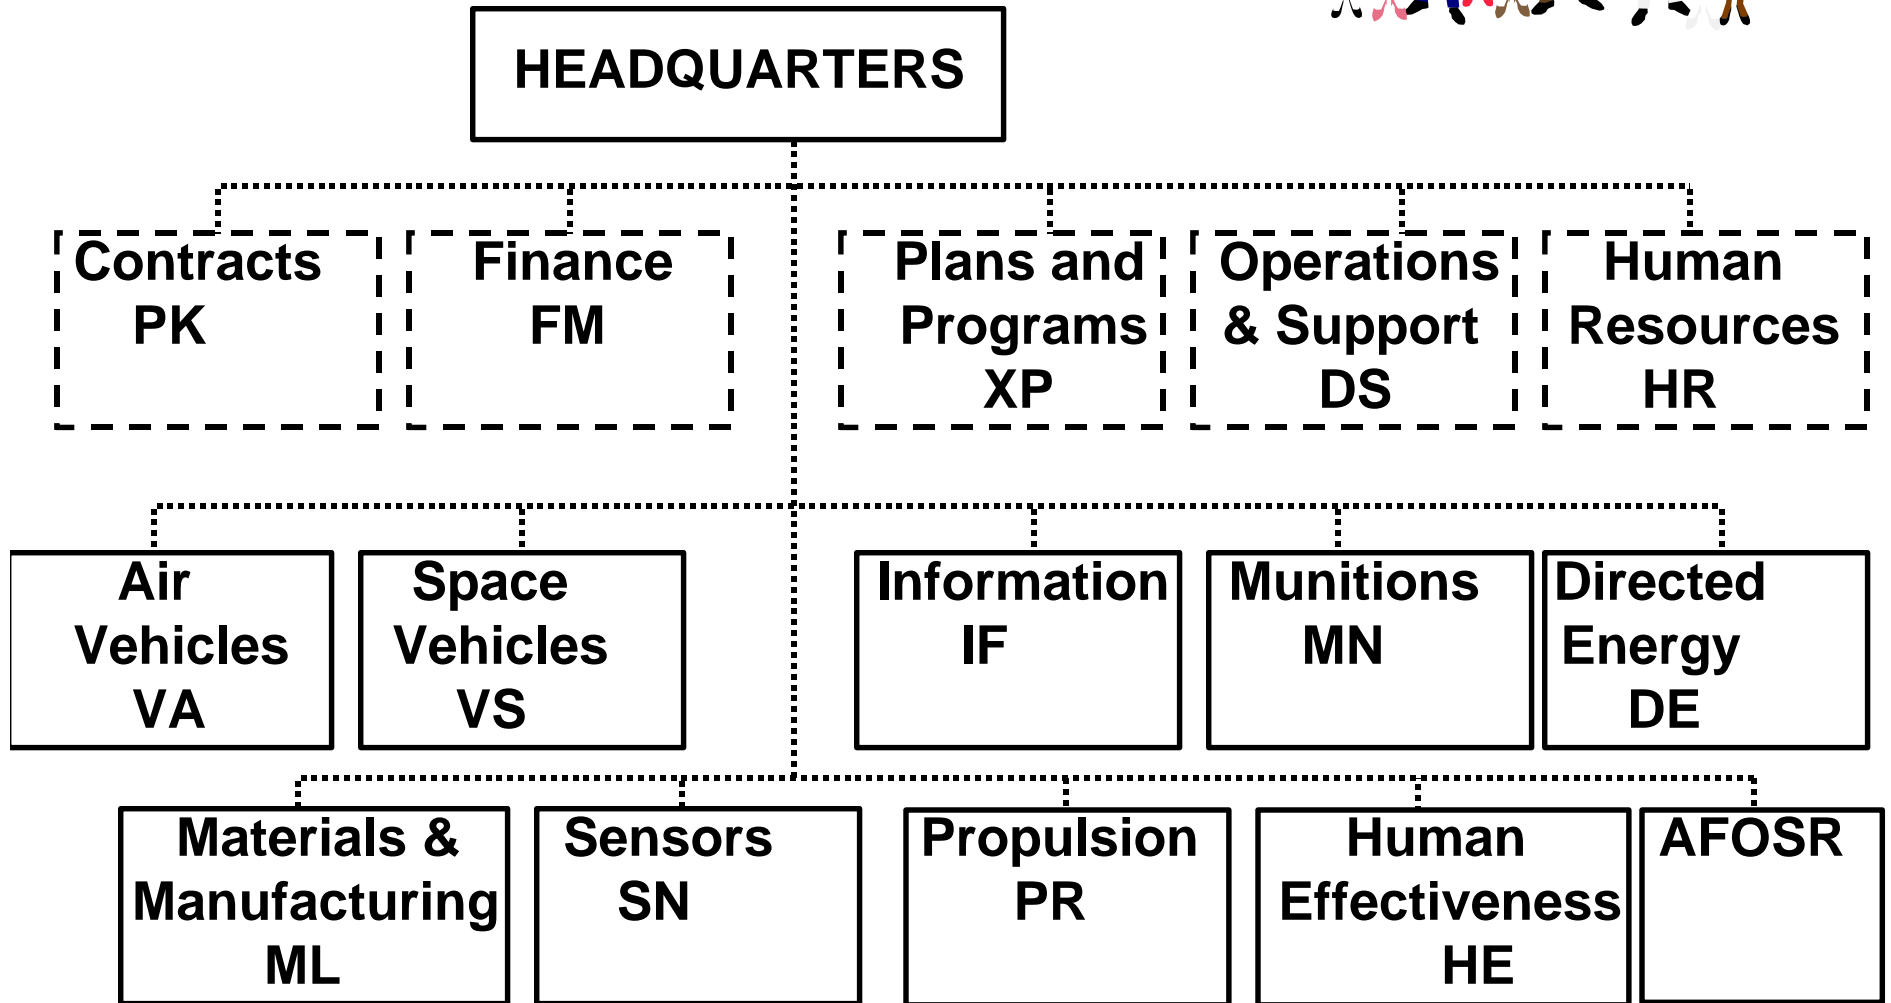 HEADQUARTERS
Contracts
PK
Finance
FM
Plans and
Programs
XP
Operations
& Support
DS
Human
Resources
HR
Air
Vehicles
VA
Space
Vehicles
VS
Information
IF
Munitions
MN
Directed
Energy
DE
Materials &
Manufacturing
ML
Sensors
SN
Propulsion
PR
Human
Effectiveness
HE
AFOSR